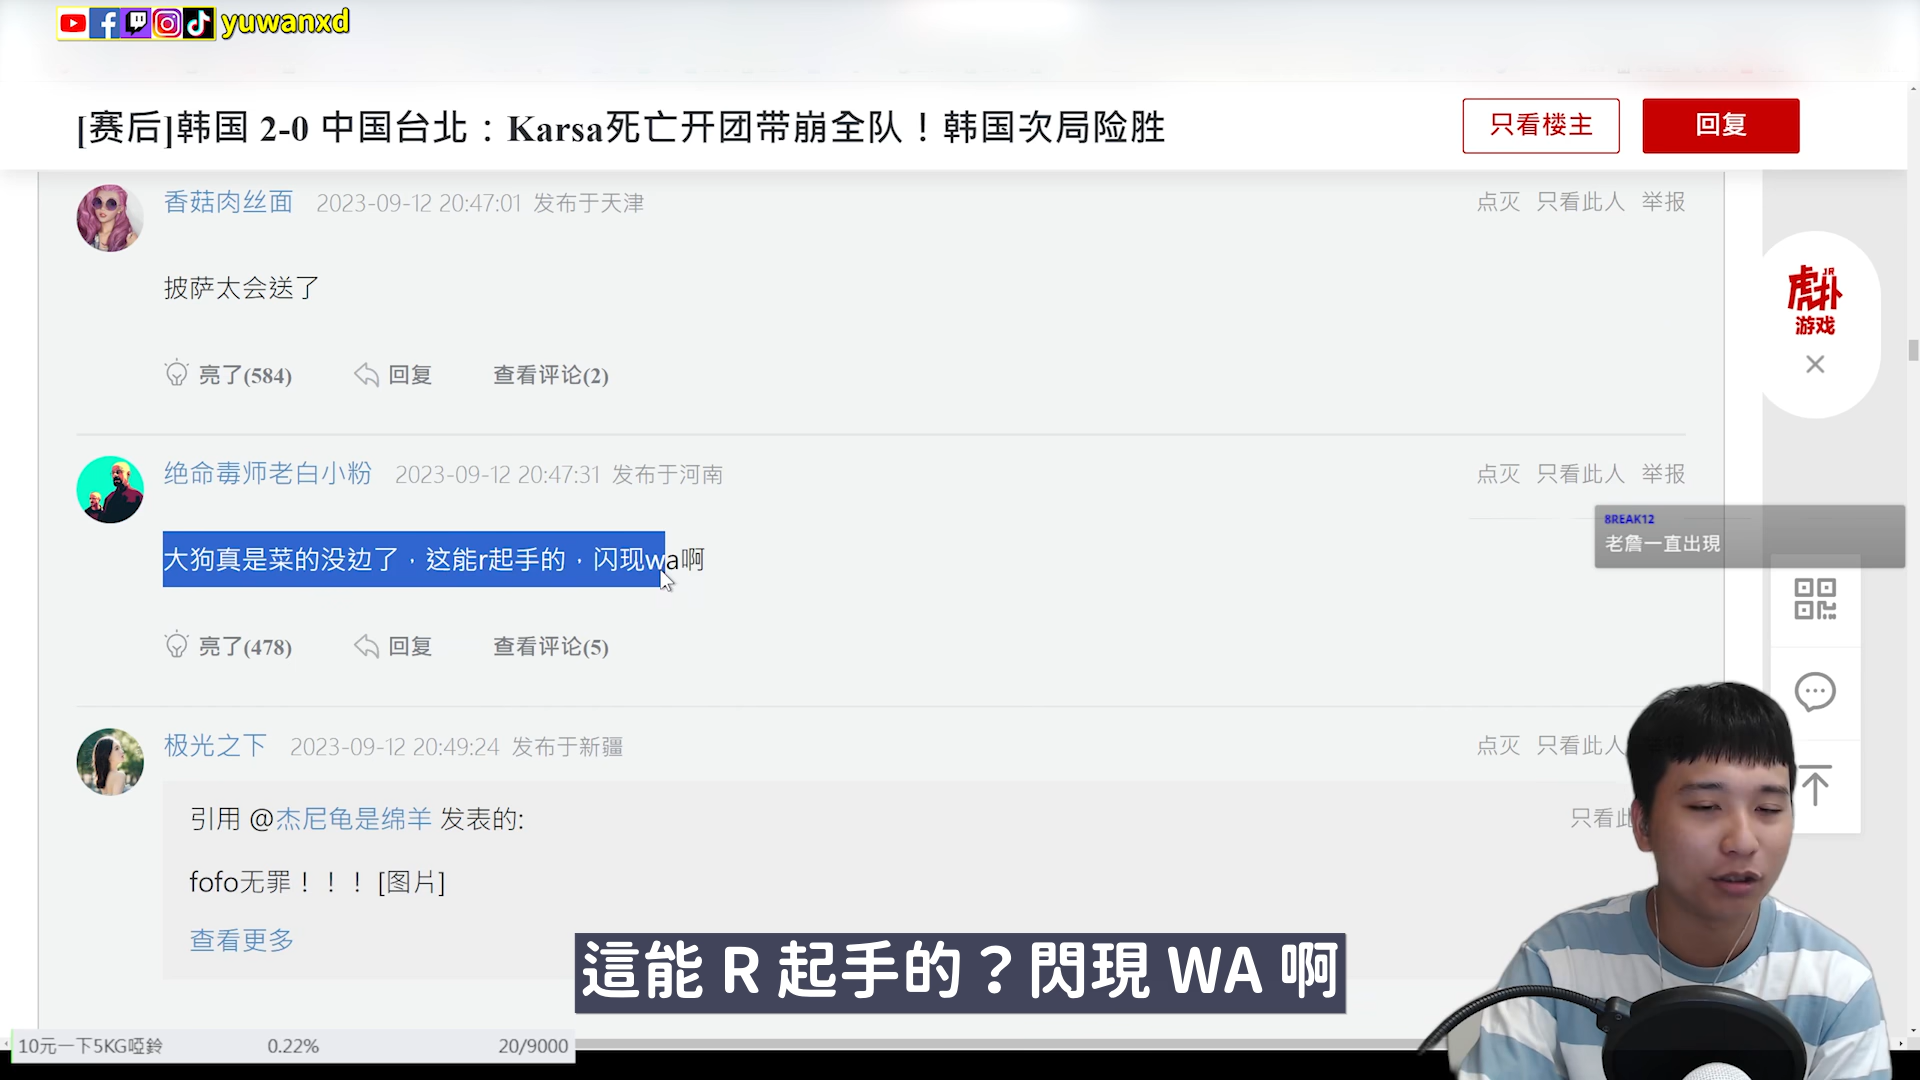 yuwanxd
[赛后]韩国 2-0 中国台北：Karsa死亡开团带崩全队！韩国次局险胜
只看楼主
回复
香菇肉丝面 2023-09-12 20:47:01 发布于天津
点灭 只看此人 举报
披萨太会送了
亮了(584) 回复 查看评论(2)
虎扑
JR
游戏
绝命毒师老白小粉 2023-09-12 20:47:31 发布于河南
点灭 只看此人 举报
8REAK12
老詹一直出現
大狗真是菜的没边了，这能r起手的，闪现wa啊
亮了(478) 回复 查看评论(5)
极光之下 2023-09-12 20:49:24 发布于新疆
点灭 只看此人 举报
引用 @杰尼龟是绵羊 发表的:
只看此
fofo无罪！！！ [图片]
查看更多
這能 R 起手的？閃現 WA 啊
10元一下5KG啞鈴 0.22% 20/9000